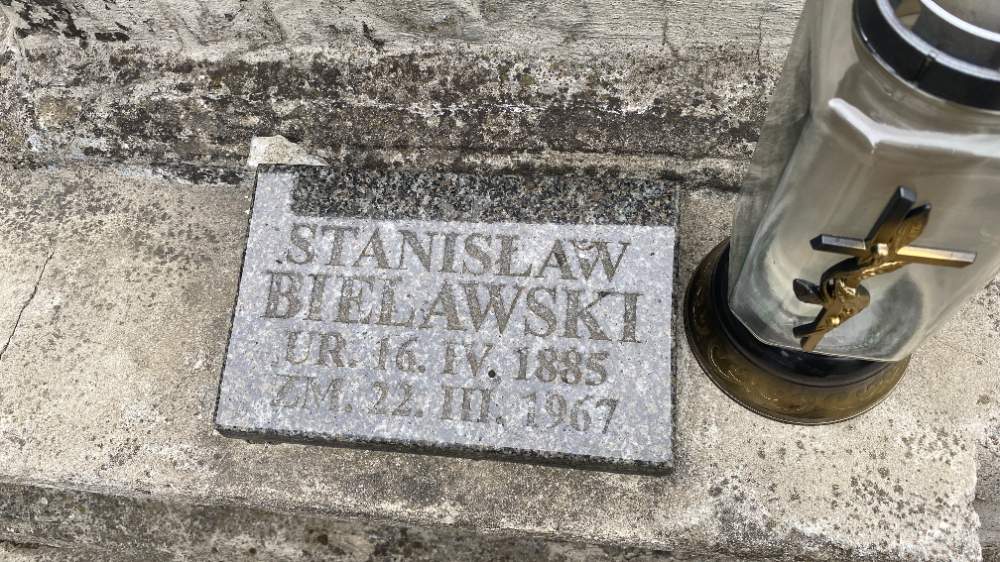 STANISŁAW
BIELAWSKI
UR. 16. IV. 1885
ZM. 22. III. 1967